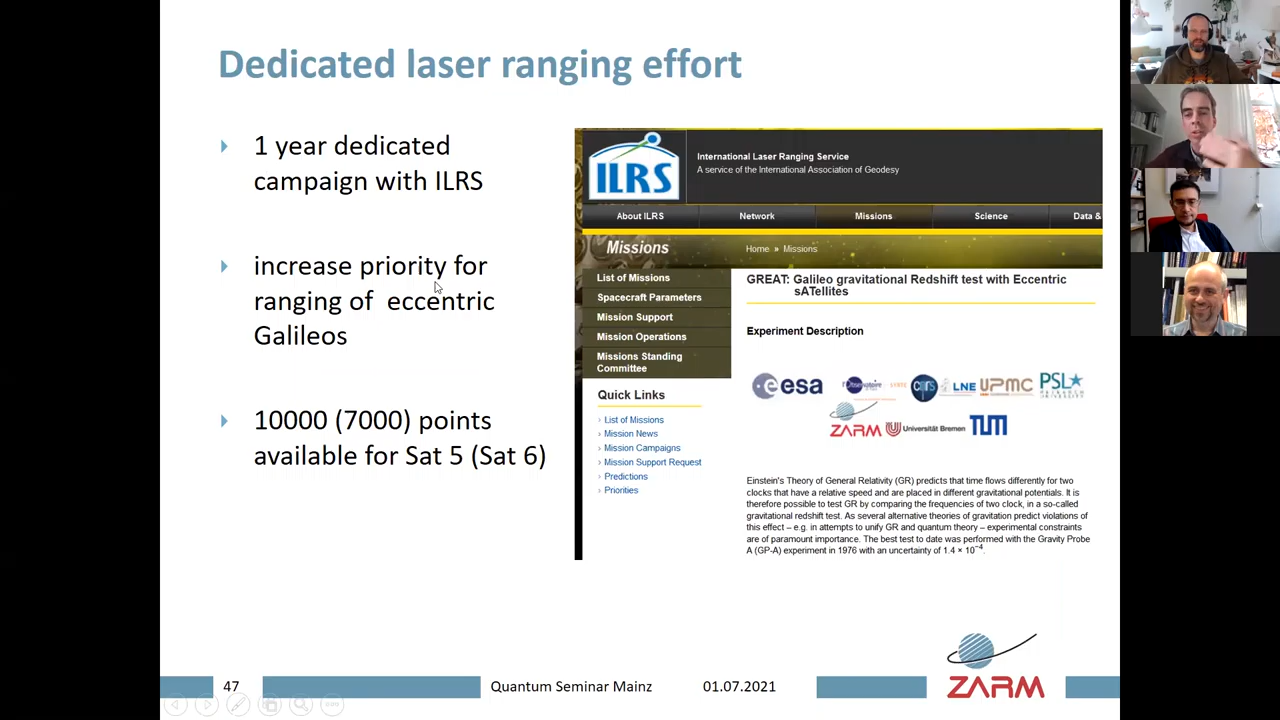 Dedicated laser ranging effort
1 year dedicated
campaign with ILRS
increase priority for
ranging of eccentric
Galileos
10000 (7000) points
available for Sat 5 (Sat 6)
ILRS
International Laser Ranging Service
A service of the International Association of Geodesy
About ILRS Network Missions Science Data &
Missions
Home » Missions
List of Missions
Spacecraft Parameters
Mission Support
Mission Operations
Missions Standing
Committee
Quick Links
List of Missions
Mission News
Mission Campaigns
Mission Support Request
Predictions
Priorities
GREAT: Galileo gravitational Redshift test with Eccentric
sATellites
Experiment Description
esa l'Observatoire cnrs LNE UPMC PSL
ZARM Universität Bremen TUM
Einstein's Theory of General Relativity (GR) predicts that time flows differently for two
clocks that have a relative speed and are placed in different gravitational potentials. It is
therefore possible to test GR by comparing the frequencies of two clock, in a so-called
gravitational redshift test. As several alternative theories of gravitation predict violations of
this effect – e.g. in attempts to unify GR and quantum theory – experimental constraints
are of paramount importance. The best test to date was performed with the Gravity Probe
A (GP-A) experiment in 1976 with an uncertainty of 1.4 × 10⁻⁴.
47 Quantum Seminar Mainz 01.07.2021
ZARM